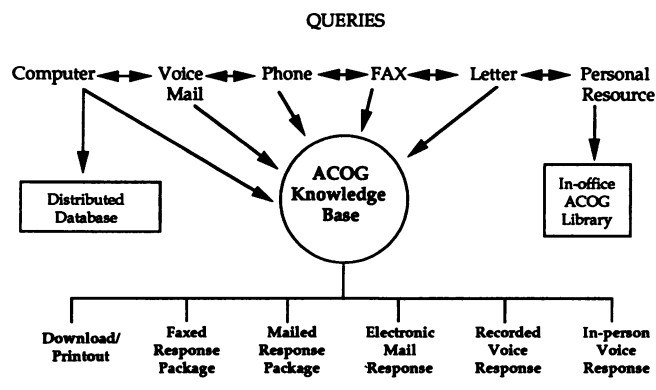 QUERIES
Computer Voice Mail Phone FAX Letter Personal Resource
Distributed
Database
ACOG
Knowledge
Base
In-office
ACOG
Library
Download/
Printout
Faxed
Response
Package
Mailed
Response
Package
Electronic
Mail
Response
Recorded
Voice
Response
In-person
Voice
Response